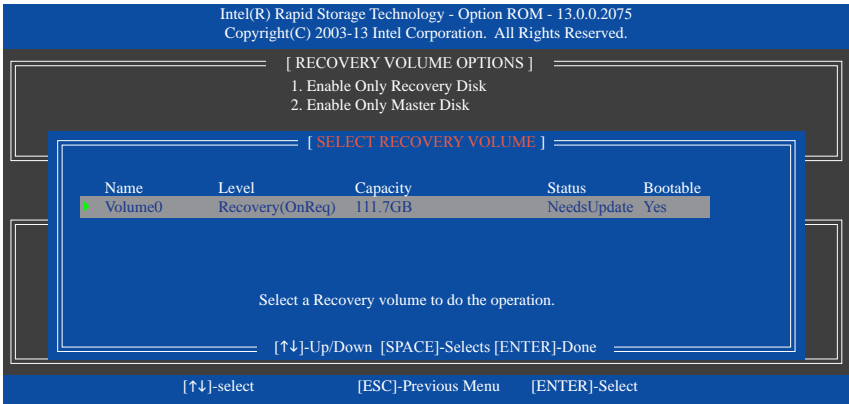 Intel(R) Rapid Storage Technology - Option ROM - 13.0.0.2075
Copyright(C) 2003-13 Intel Corporation.  All Rights Reserved.
[ RECOVERY VOLUME OPTIONS ]
1. Enable Only Recovery Disk
2. Enable Only Master Disk
[ SELECT RECOVERY VOLUME ]
Name Level Capacity Status Bootable
Volume0 Recovery(OnReq) 111.7GB NeedsUpdate Yes
Select a Recovery volume to do the operation.
[↑↓]-Up/Down [SPACE]-Selects [ENTER]-Done
[↑↓]-select [ESC]-Previous Menu [ENTER]-Select